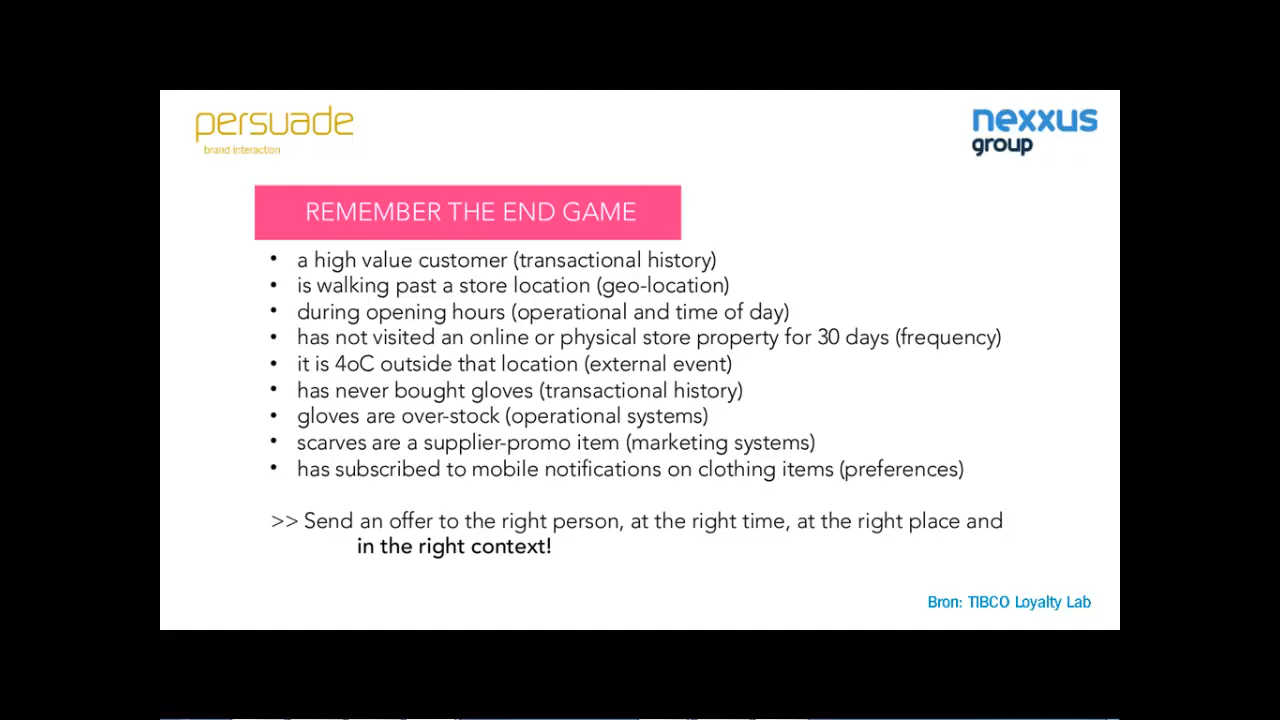 persuade
brand interaction
nexxus
group
REMEMBER THE END GAME
• a high value customer (transactional history)
• is walking past a store location (geo-location)
• during opening hours (operational and time of day)
• has not visited an online or physical store property for 30 days (frequency)
• it is 4oC outside that location (external event)
• has never bought gloves (transactional history)
• gloves are over-stock (operational systems)
• scarves are a supplier-promo item (marketing systems)
• has subscribed to mobile notifications on clothing items (preferences)
>> Send an offer to the right person, at the right time, at the right place and
in the right context!
Bron: TIBCO Loyalty Lab